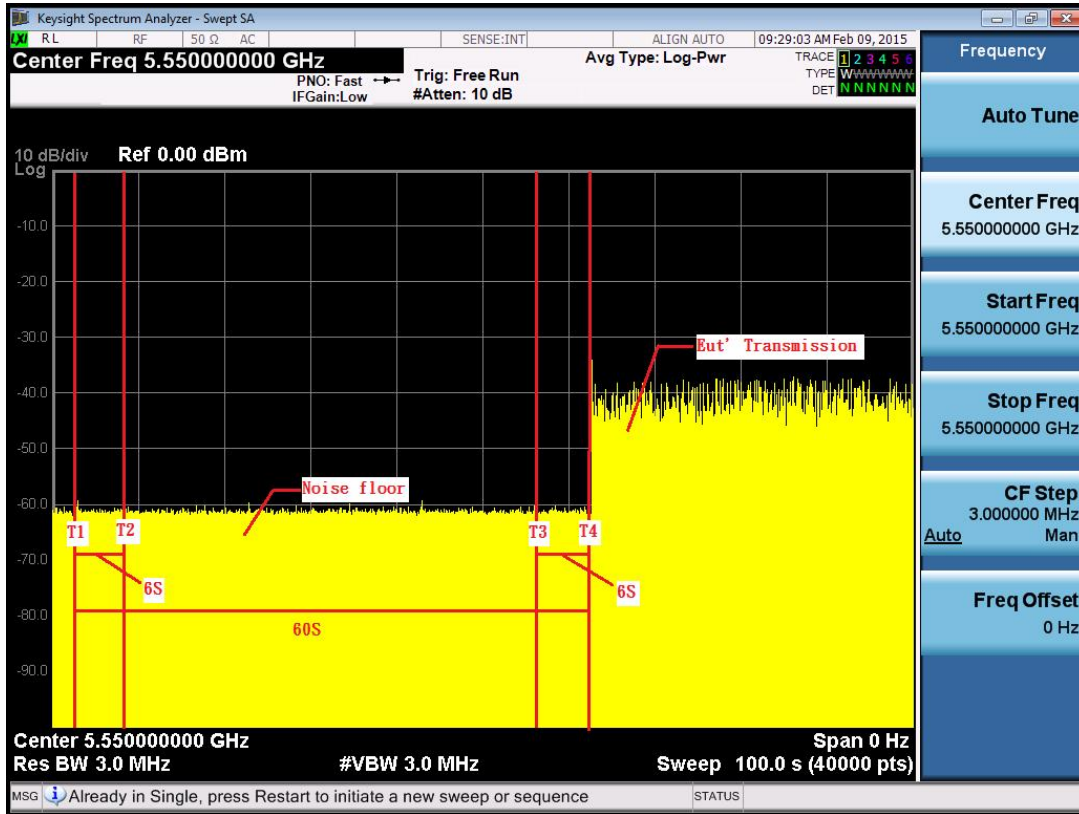 Keysight Spectrum Analyzer - Swept SA
LXI RL RF 50 Ω AC SENSE:INT ALIGN AUTO 09:29:03 AM Feb 09, 2015
Center Freq 5.550000000 GHz
PNO: Fast
IFGain:Low
Trig: Free Run
#Atten: 10 dB
Avg Type: Log-Pwr
TRACE 1 2 3 4 5 6
TYPE WWWWWW
DET N N N N N N
10 dB/div Ref 0.00 dBm
Log
-10.0
-20.0
-30.0
-40.0
-50.0
-60.0
-70.0
-80.0
-90.0
Eut' Transmission
Noise floor
T1 T2 T3 T4
6S 6S
60S
Center 5.550000000 GHz Span 0 Hz
Res BW 3.0 MHz #VBW 3.0 MHz Sweep 100.0 s (40000 pts)
MSG Already in Single, press Restart to initiate a new sweep or sequence STATUS
Frequency
Auto Tune
Center Freq
5.550000000 GHz
Start Freq
5.550000000 GHz
Stop Freq
5.550000000 GHz
CF Step
3.000000 MHz
Auto Man
Freq Offset
0 Hz